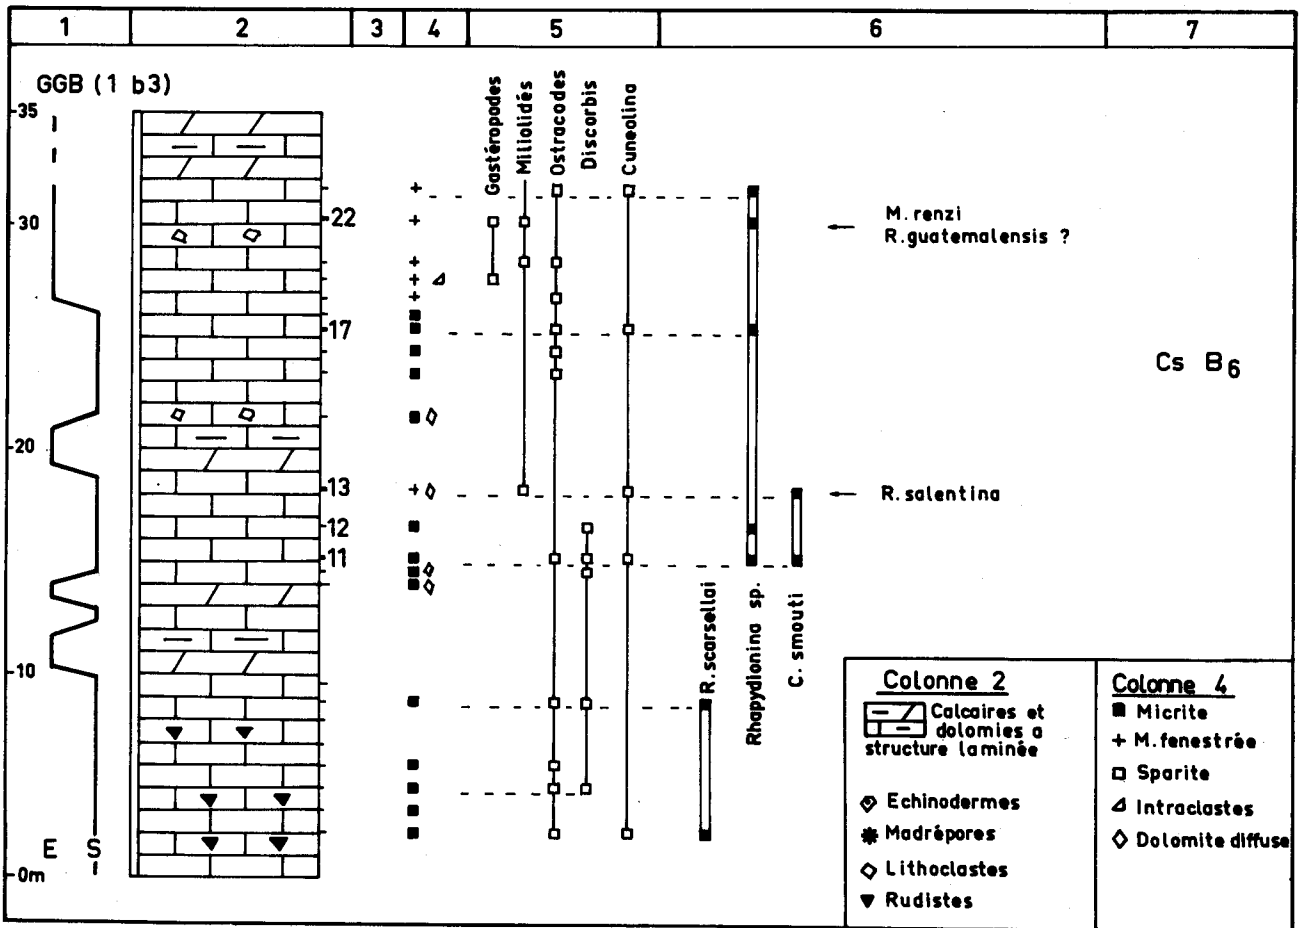 1 2 3 4 5 6 7
GGB (1 b3)
35
30
20
10
0m
E S
22
17
13
12
11
Gastéropodes
Miliolidés
Ostracodes
Discorbis
Cuneolina
R.scarsellai
Rhapydionina sp.
C. smouti
M.renzi
R.guatemalensis ?
R.salentina
Cs B6
Colonne 2
Calcaires et
dolomies a
structure laminée
Echinodermes
Madrépores
Lithoclastes
Rudistes
Colonne 4
Micrite
M.fenestrée
Sparite
Intraclastes
Dolomite diffuse